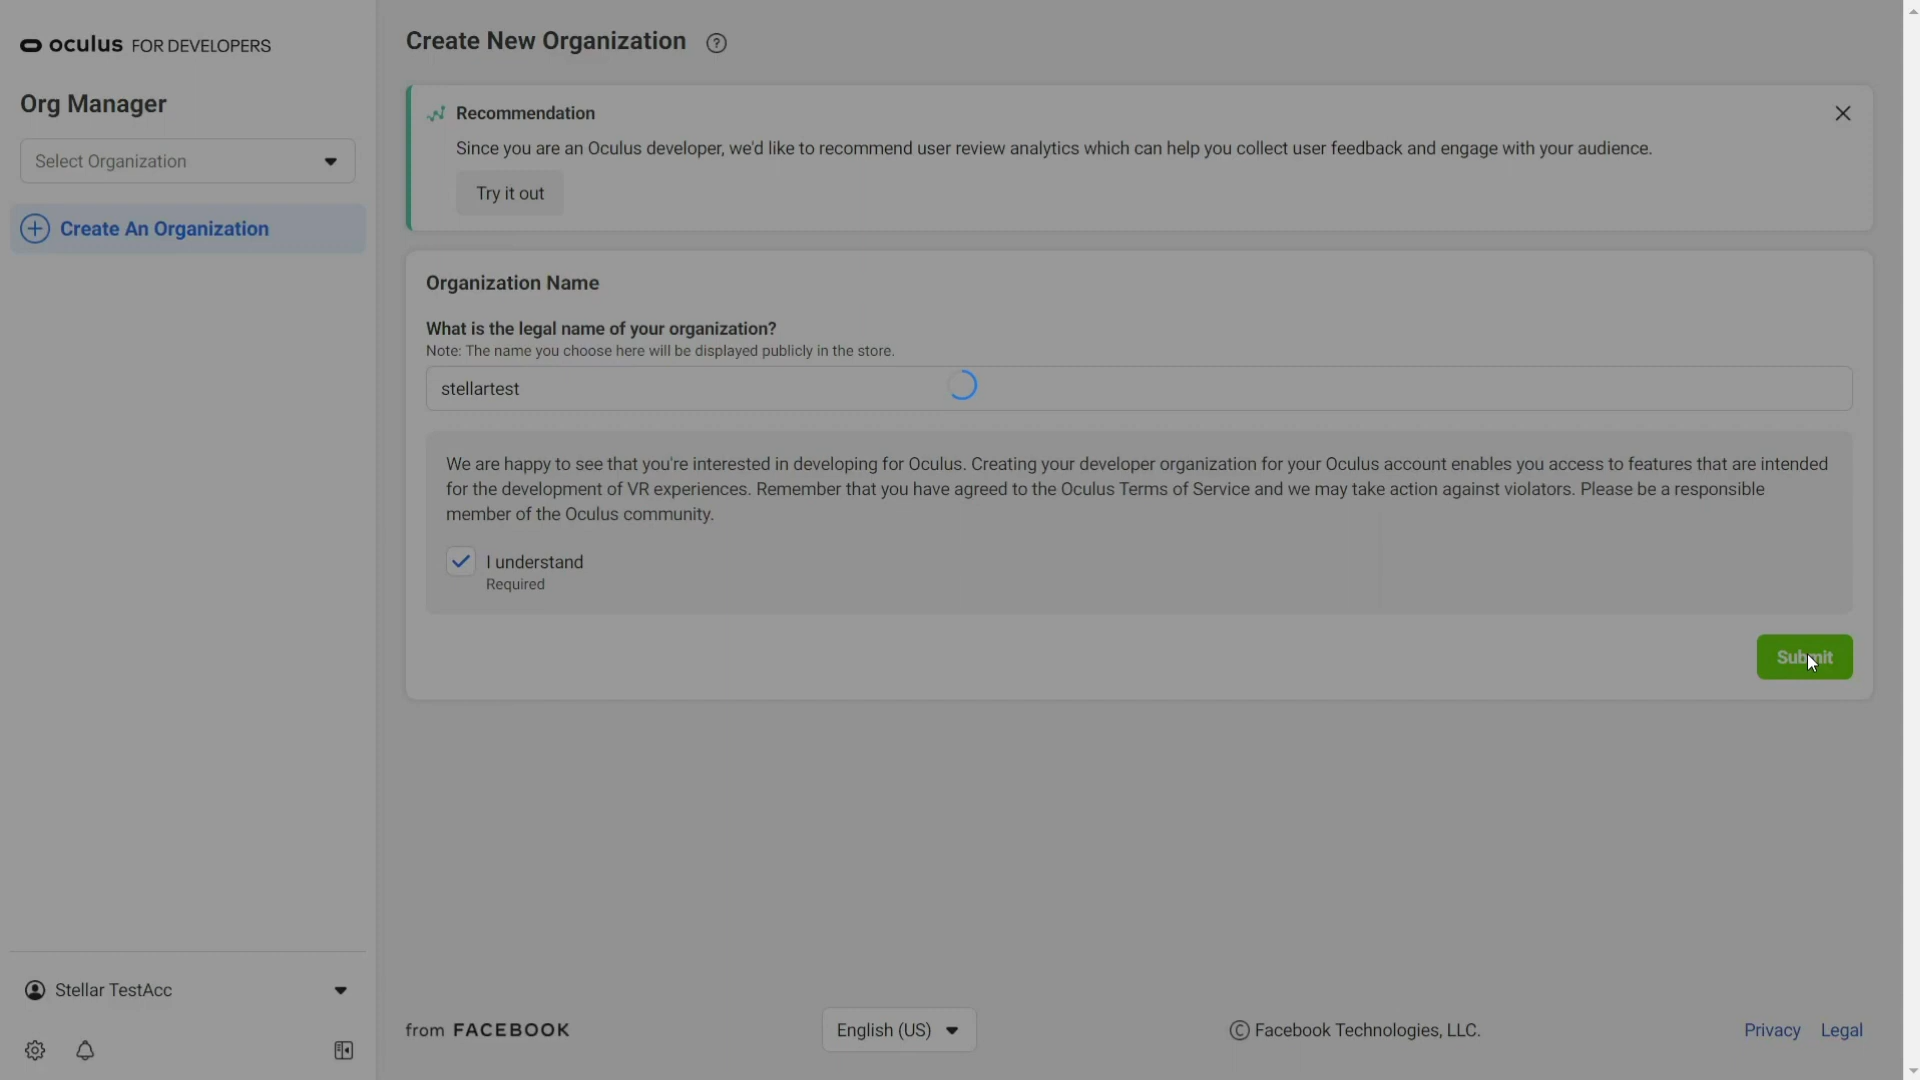 oculus FOR DEVELOPERS
Org Manager
Select Organization
Create An Organization
Create New Organization
Recommendation
Since you are an Oculus developer, we'd like to recommend user review analytics which can help you collect user feedback and engage with your audience.
Try it out
Organization Name
What is the legal name of your organization?
Note: The name you choose here will be displayed publicly in the store.
stellartest
We are happy to see that you're interested in developing for Oculus. Creating your developer organization for your Oculus account enables you access to features that are intended
for the development of VR experiences. Remember that you have agreed to the Oculus Terms of Service and we may take action against violators. Please be a responsible
member of the Oculus community.
I understand
Required
Submit
Stellar TestAcc
from FACEBOOK
English (US)
© Facebook Technologies, LLC.
Privacy
Legal